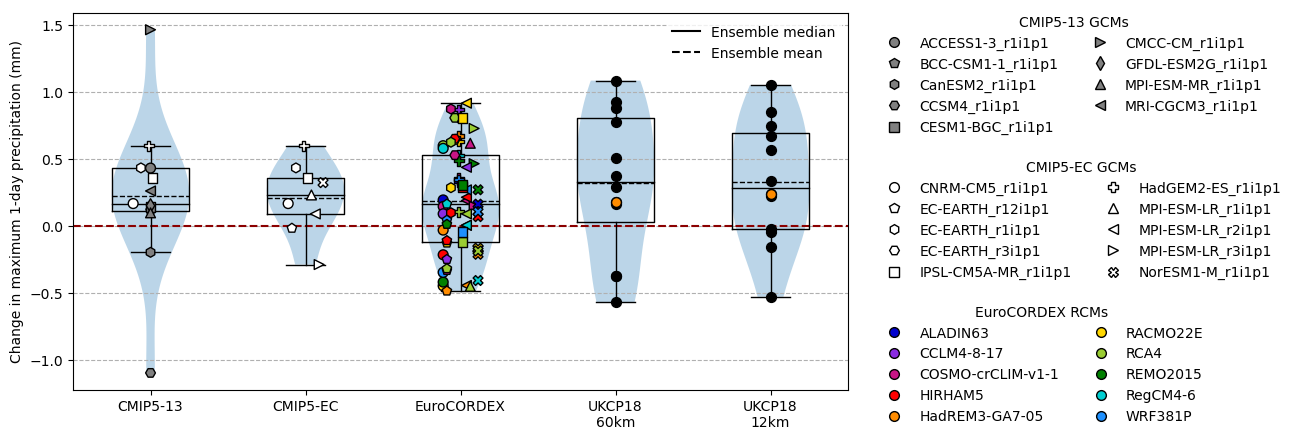 Change in maximum 1-day precipitation (mm)
1.5
1.0
0.5
0.0
−0.5
−1.0
Ensemble median
Ensemble mean
CMIP5-13
CMIP5-EC
EuroCORDEX
UKCP18
60km
UKCP18
12km
CMIP5-13 GCMs
ACCESS1-3_r1i1p1
BCC-CSM1-1_r1i1p1
CanESM2_r1i1p1
CCSM4_r1i1p1
CESM1-BGC_r1i1p1
CMCC-CM_r1i1p1
GFDL-ESM2G_r1i1p1
MPI-ESM-MR_r1i1p1
MRI-CGCM3_r1i1p1
CMIP5-EC GCMs
CNRM-CM5_r1i1p1
EC-EARTH_r12i1p1
EC-EARTH_r1i1p1
EC-EARTH_r3i1p1
IPSL-CM5A-MR_r1i1p1
HadGEM2-ES_r1i1p1
MPI-ESM-LR_r1i1p1
MPI-ESM-LR_r2i1p1
MPI-ESM-LR_r3i1p1
NorESM1-M_r1i1p1
EuroCORDEX RCMs
ALADIN63
CCLM4-8-17
COSMO-crCLIM-v1-1
HIRHAM5
HadREM3-GA7-05
RACMO22E
RCA4
REMO2015
RegCM4-6
WRF381P